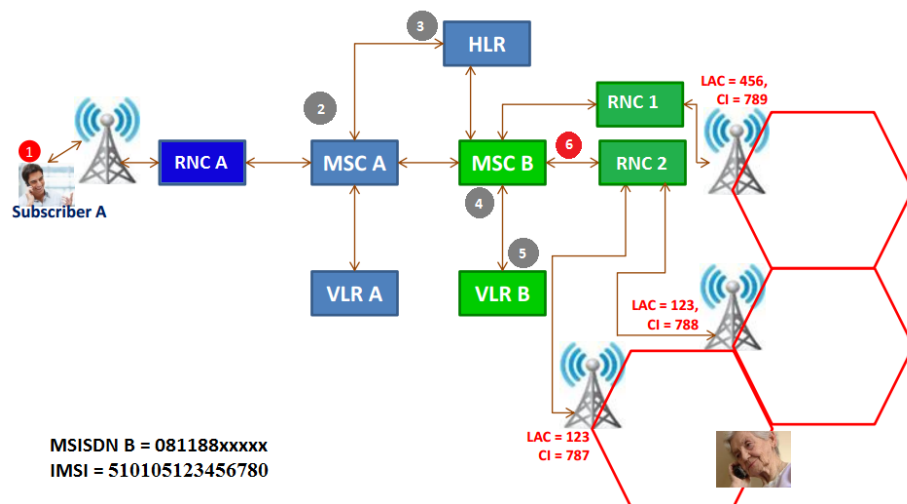 3
HLR
LAC = 456,
CI = 789
2
RNC 1
1
RNC A
MSC A
MSC B
6
RNC 2
Subscriber A
4
5
VLR A
VLR B
LAC = 123,
CI = 788
LAC = 123
CI = 787
MSISDN B = 081188xxxxx
IMSI = 510105123456780